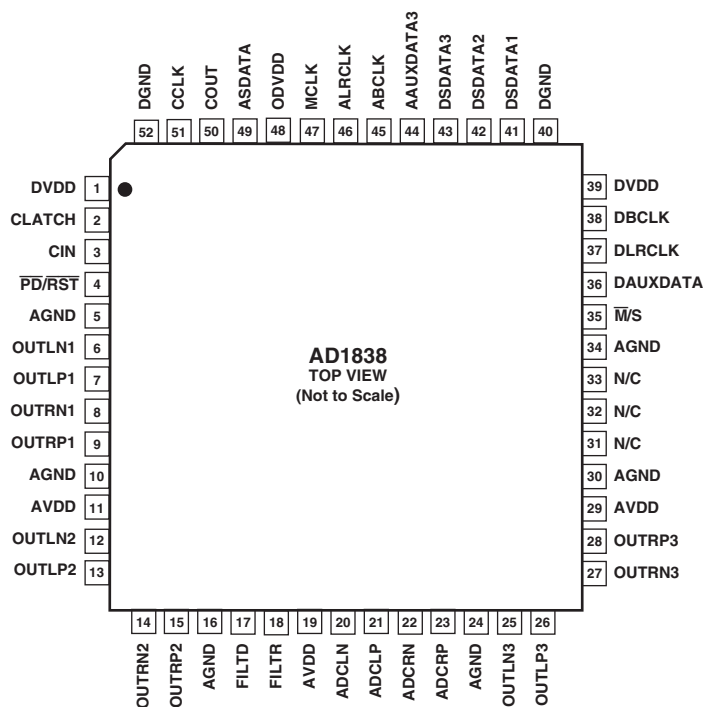 DGND CCLK COUT ASDATA ODVDD MCLK ALRCLK ABCLK AAUXDATA3 DSDATA3 DSDATA2 DSDATA1 DGND
52 51 50 49 48 47 46 45 44 43 42 41 40
DVDD 1
CLATCH 2
CIN 3
PD/RST 4
AGND 5
OUTLN1 6
OUTLP1 7
OUTRN1 8
OUTRP1 9
AGND 10
AVDD 11
OUTLN2 12
OUTLP2 13
AD1838
TOP VIEW
(Not to Scale)
39 DVDD
38 DBCLK
37 DLRCLK
36 DAUXDATA
35 M/S
34 AGND
33 N/C
32 N/C
31 N/C
30 AGND
29 AVDD
28 OUTRP3
27 OUTRN3
14 15 16 17 18 19 20 21 22 23 24 25 26
OUTRN2 OUTRP2 AGND FILTD FILTR AVDD ADCLN ADCLP ADCRN ADCRP AGND OUTLN3 OUTLP3